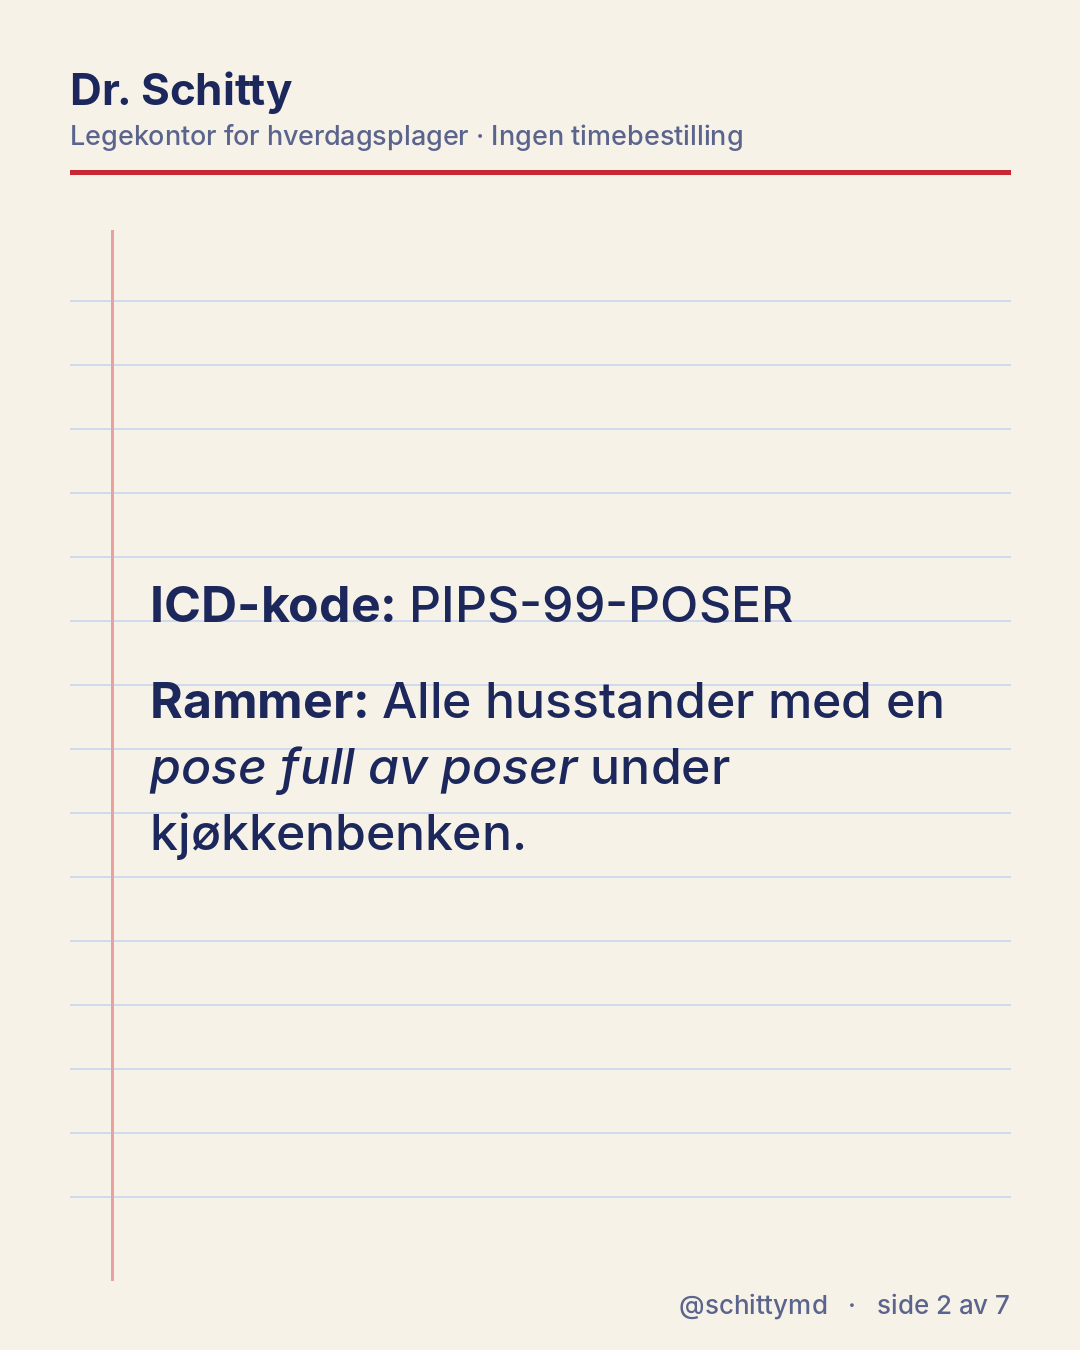 Dr. Schitty
Legekontor for hverdagsplager · Ingen timebestilling
ICD-kode: PIPS-99-POSER
Rammer: Alle husstander med en
pose full av poser under
kjøkkenbenken.
@schittymd · side 2 av 7